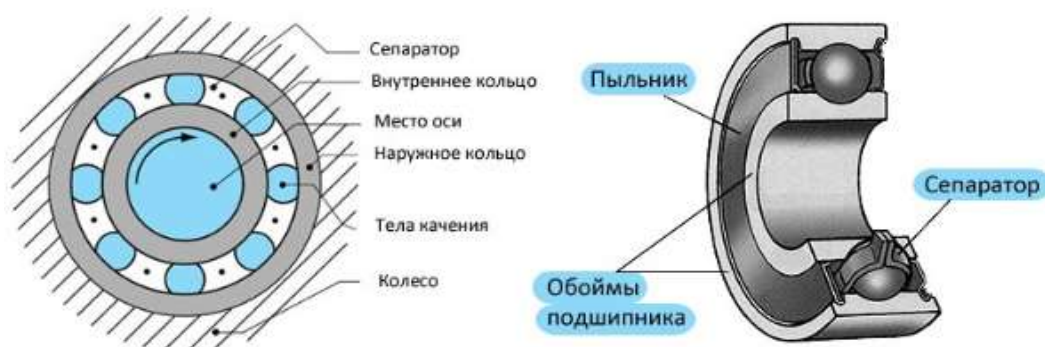 Сепаратор
Внутреннее кольцо
Место оси
Наружное кольцо
Тела качения
Колесо
Пыльник
Сепаратор
Обоймы
подшипника